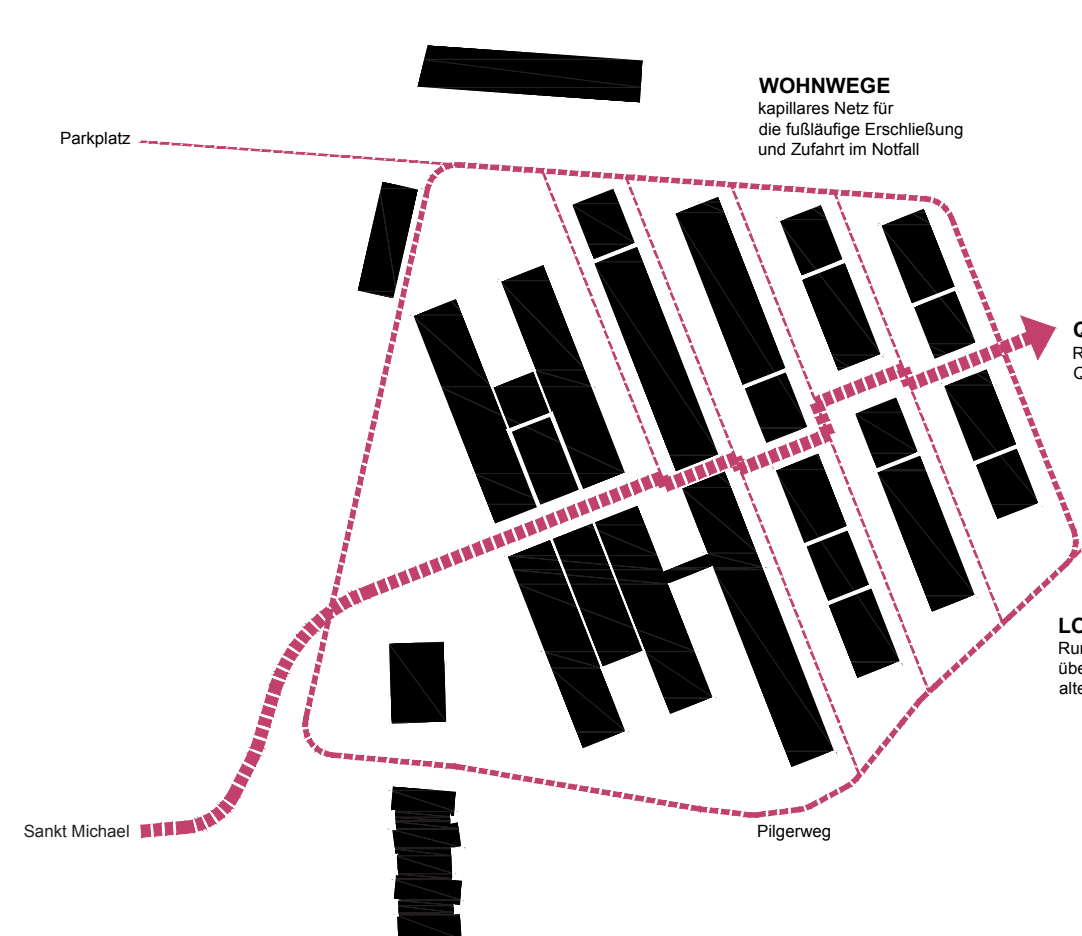 WOHNWEGE
kapillares Netz für
die fußläufige Erschließung
und Zufahrt im Notfall
Parkplatz
Sankt Michael
Pilgerweg